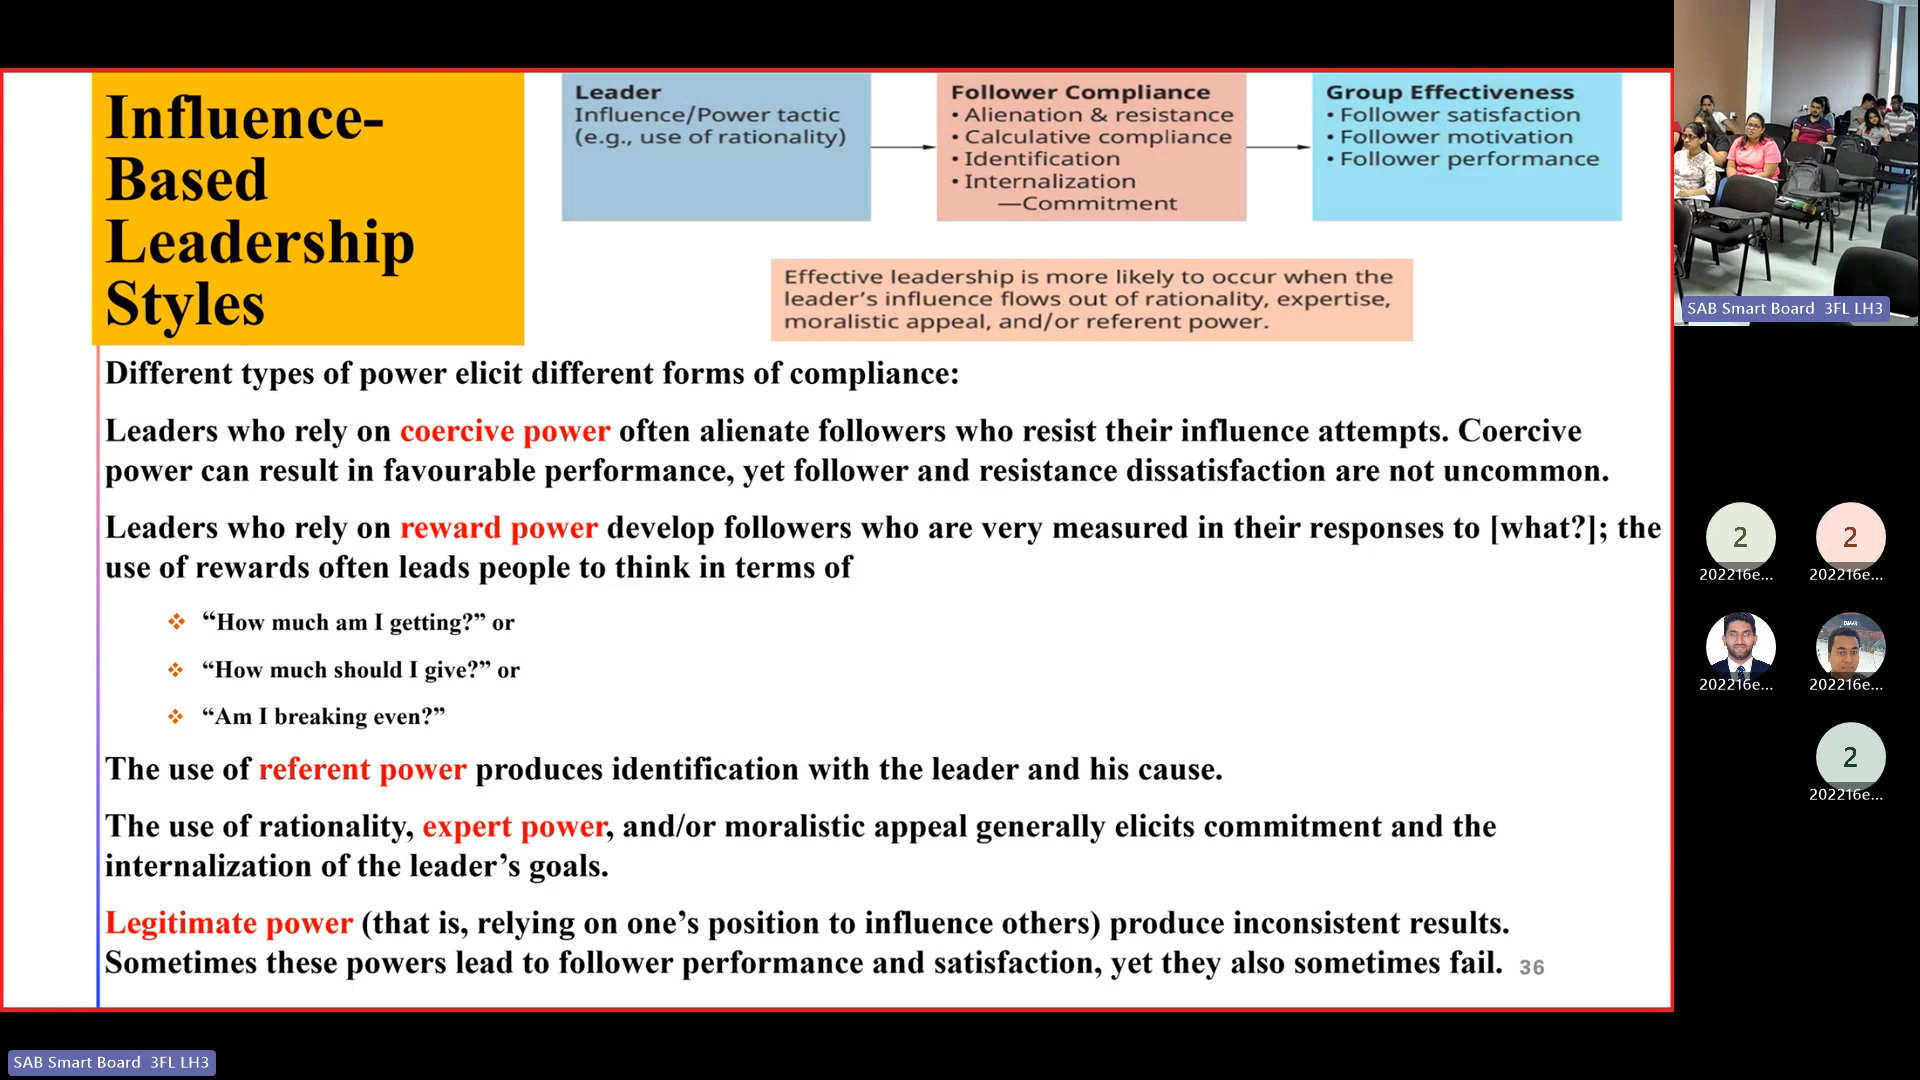 Influence-
Based
Leadership
Styles
Leader
Influence/Power tactic
(e.g., use of rationality)
Follower Compliance
• Alienation & resistance
• Calculative compliance
• Identification
• Internalization
—Commitment
Group Effectiveness
• Follower satisfaction
• Follower motivation
• Follower performance
Effective leadership is more likely to occur when the
leader’s influence flows out of rationality, expertise,
moralistic appeal, and/or referent power.
Different types of power elicit different forms of compliance:
Leaders who rely on coercive power often alienate followers who resist their influence attempts. Coercive
power can result in favourable performance, yet follower and resistance dissatisfaction are not uncommon.
Leaders who rely on reward power develop followers who are very measured in their responses to [what?]; the
use of rewards often leads people to think in terms of
❖ “How much am I getting?” or
❖ “How much should I give?” or
❖ “Am I breaking even?”
The use of referent power produces identification with the leader and his cause.
The use of rationality, expert power, and/or moralistic appeal generally elicits commitment and the
internalization of the leader’s goals.
Legitimate power (that is, relying on one’s position to influence others) produce inconsistent results.
Sometimes these powers lead to follower performance and satisfaction, yet they also sometimes fail. 36
SAB Smart Board 3FL LH3
2
202216e...
2
202216e...
202216e...
202216e...
2
202216e...
SAB Smart Board 3FL LH3